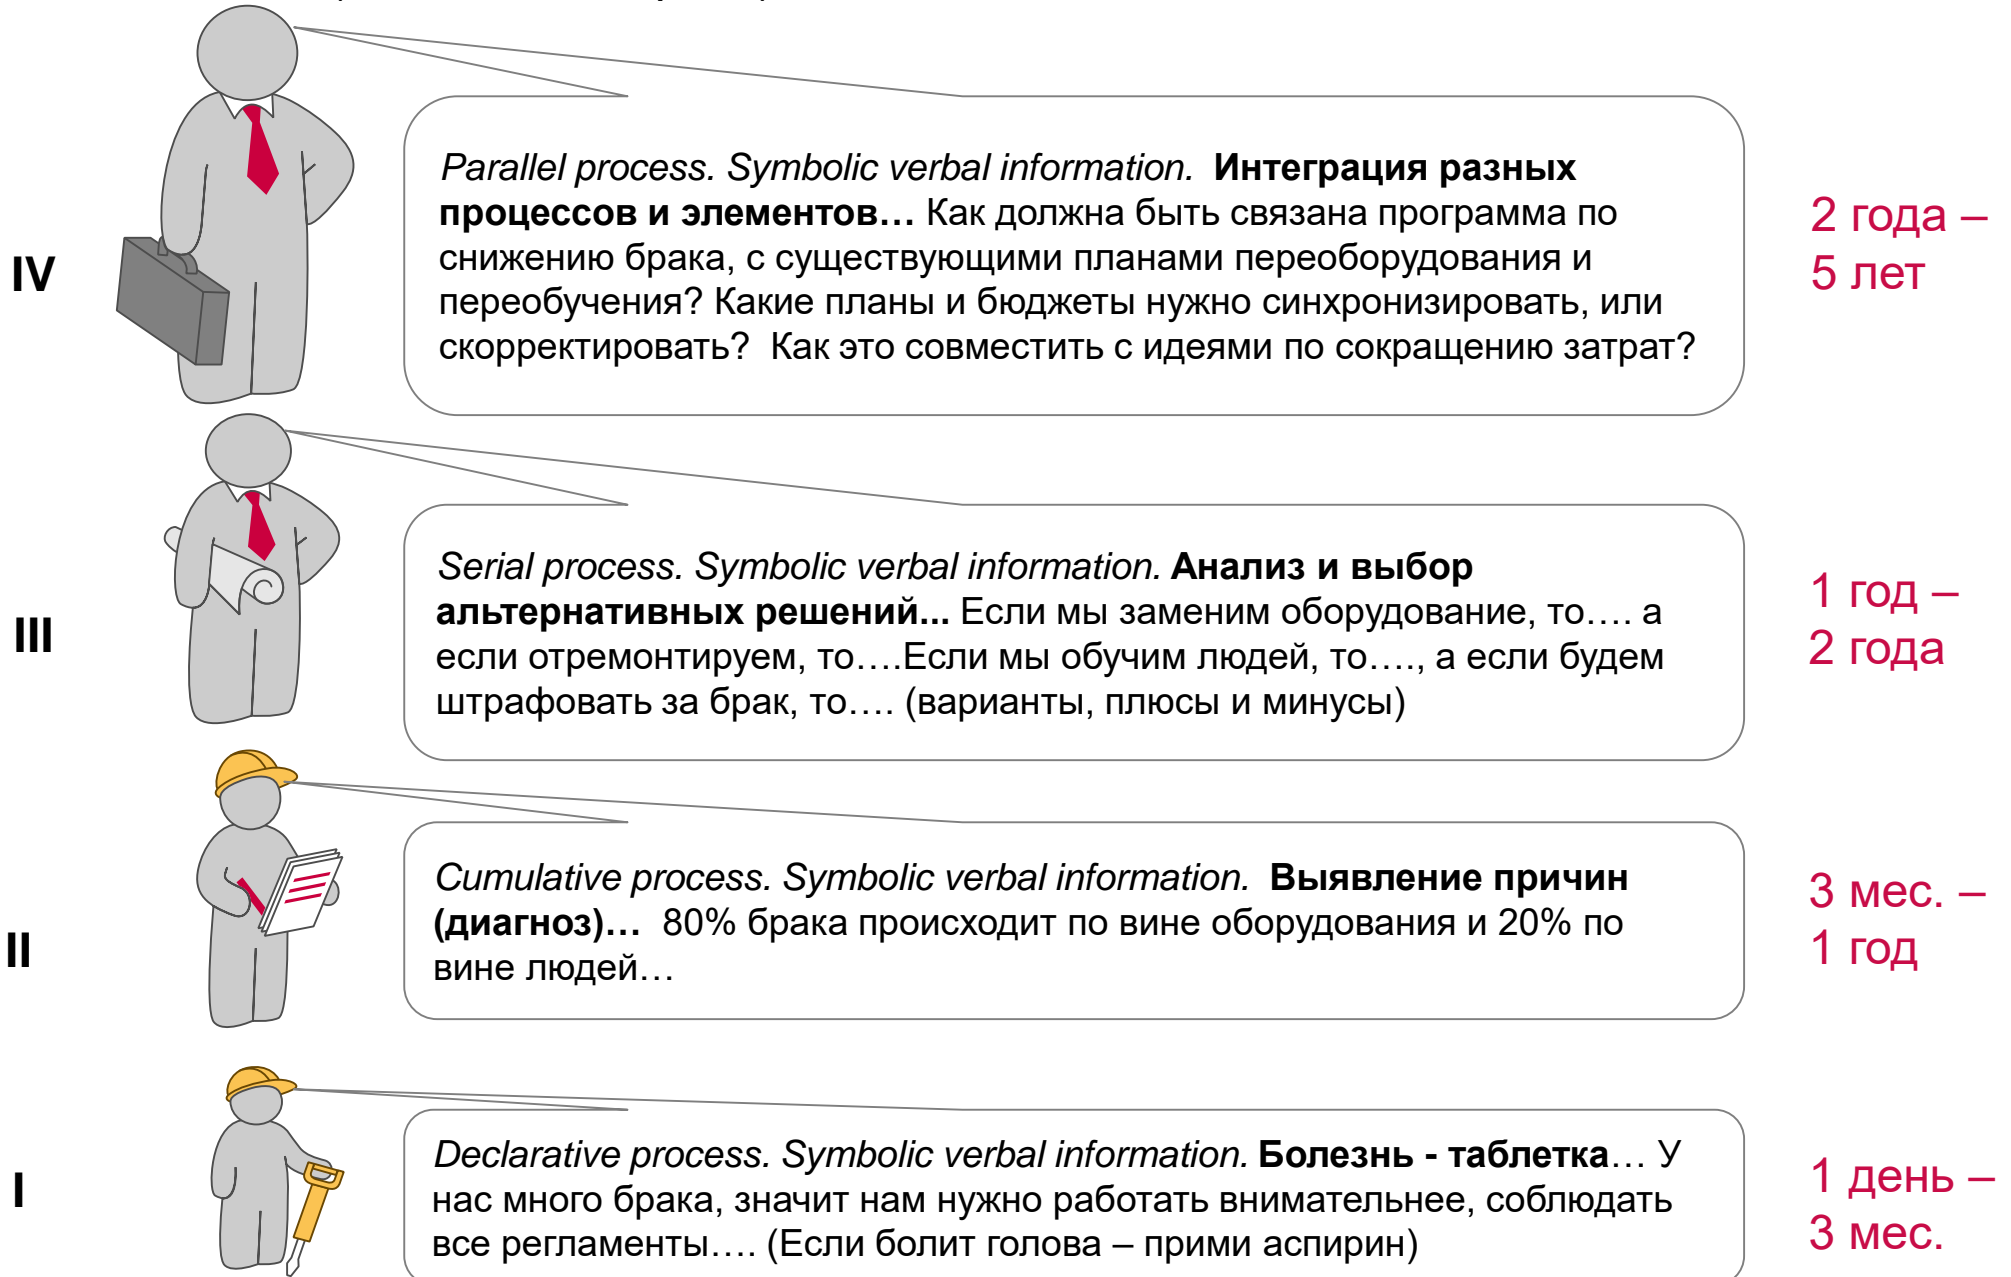 IV
Parallel process. Symbolic verbal information. Интеграция разных
процессов и элементов… Как должна быть связана программа по
снижению брака, с существующими планами переоборудования и
переобучения? Какие планы и бюджеты нужно синхронизировать, или
скорректировать? Как это совместить с идеями по сокращению затрат?
2 года –
5 лет
III
Serial process. Symbolic verbal information. Анализ и выбор
альтернативных решений... Если мы заменим оборудование, то…. а
если отремонтируем, то….Если мы обучим людей, то…., а если будем
штрафовать за брак, то…. (варианты, плюсы и минусы)
1 год –
2 года
II
Cumulative process. Symbolic verbal information. Выявление причин
(диагноз)… 80% брака происходит по вине оборудования и 20% по
вине людей…
3 мес. –
1 год
I
Declarative process. Symbolic verbal information. Болезнь - таблетка… У
нас много брака, значит нам нужно работать внимательнее, соблюдать
все регламенты…. (Если болит голова – прими аспирин)
1 день –
3 мес.